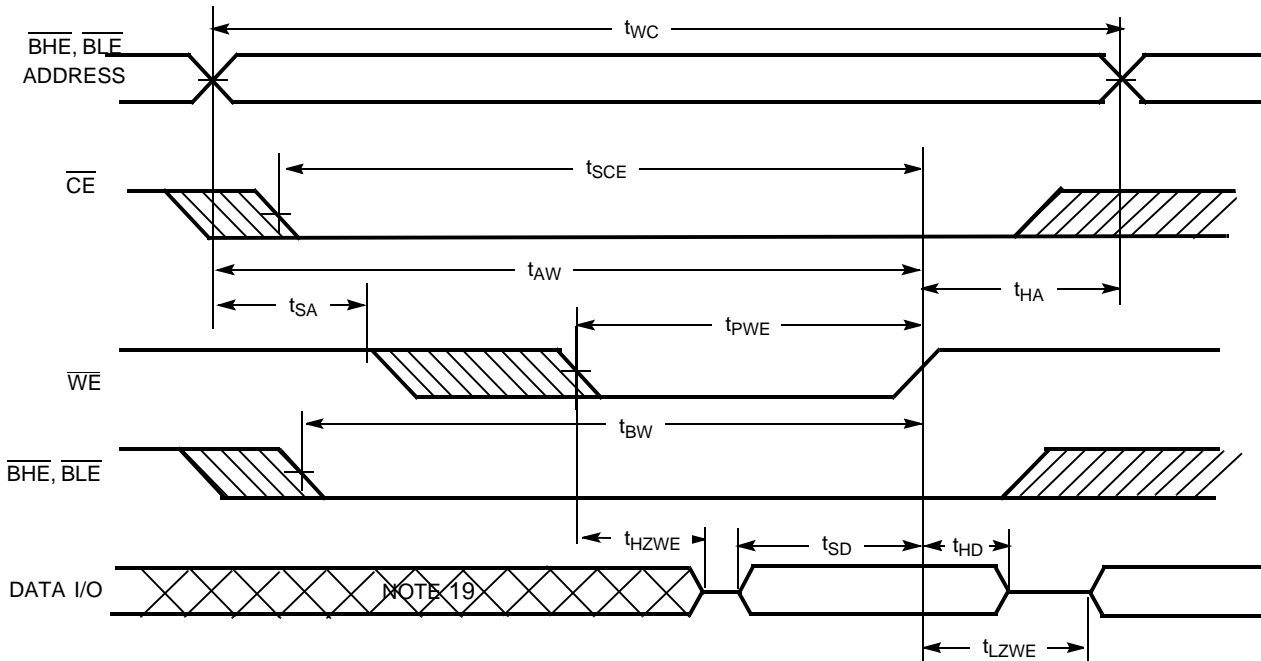 tWC
BHE, BLE
ADDRESS
tSCE
CE
tAW
tSA
tHA
tPWE
WE
tBW
BHE, BLE
tHZWE
tSD
tHD
DATA I/O
NOTE 19
tLZWE